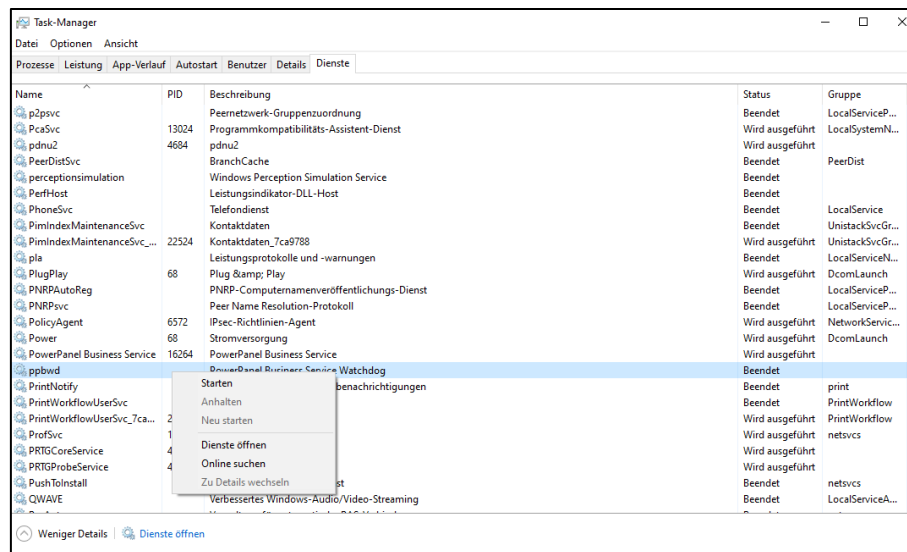 Task-Manager
Datei Optionen Ansicht
Prozesse Leistung App-Verlauf Autostart Benutzer Details Dienste
Name PID Beschreibung Status Gruppe
p2psvc Peernetzwerk-Gruppenzuordnung Beendet LocalServiceP...
PcaSvc 13024 Programmkompatibilitäts-Assistent-Dienst Wird ausgeführt LocalSystemN...
pdnu2 4684 pdnu2 Wird ausgeführt
PeerDistSvc BranchCache Beendet PeerDist
perceptionsimulation Windows Perception Simulation Service Beendet
PerfHost Leistungsindikator-DLL-Host Beendet
PhoneSvc Telefondienst Beendet LocalService
PimIndexMaintenanceSvc Kontaktdaten Beendet UnistackSvcGr...
PimIndexMaintenanceSvc_... 22524 Kontaktdaten_7ca9788 Wird ausgeführt UnistackSvcGr...
pla Leistungsprotokolle und -warnungen Beendet LocalServiceN...
PlugPlay 68 Plug &amp; Play Wird ausgeführt DcomLaunch
PNRPAutoReg PNRP-Computernamenveröffentlichungs-Dienst Beendet LocalServiceP...
PNRPsvc Peer Name Resolution-Protokoll Beendet LocalServiceP...
PolicyAgent 6572 IPsec-Richtlinien-Agent Wird ausgeführt NetworkServic...
Power 68 Stromversorgung Wird ausgeführt DcomLaunch
PowerPanel Business Service 16264 PowerPanel Business Service Wird ausgeführt
ppbwd PowerPanel Business Service Watchdog Beendet
PrintNotify benachrichtigungen Beendet print
PrintWorkflowUserSvc Beendet PrintWorkflow
PrintWorkflowUserSvc_7ca... 2 Wird ausgeführt PrintWorkflow
ProfSvc 1 Wird ausgeführt netsvcs
PRTGCoreService 4 Wird ausgeführt
PRTGProbeService 4 Wird ausgeführt
PushToInstall st Beendet netsvcs
QWAVE Verbessertes Windows-Audio/Video-Streaming Beendet LocalServiceA...
Starten
Anhalten
Neu starten
Dienste öffnen
Online suchen
Zu Details wechseln
Weniger Details Dienste öffnen